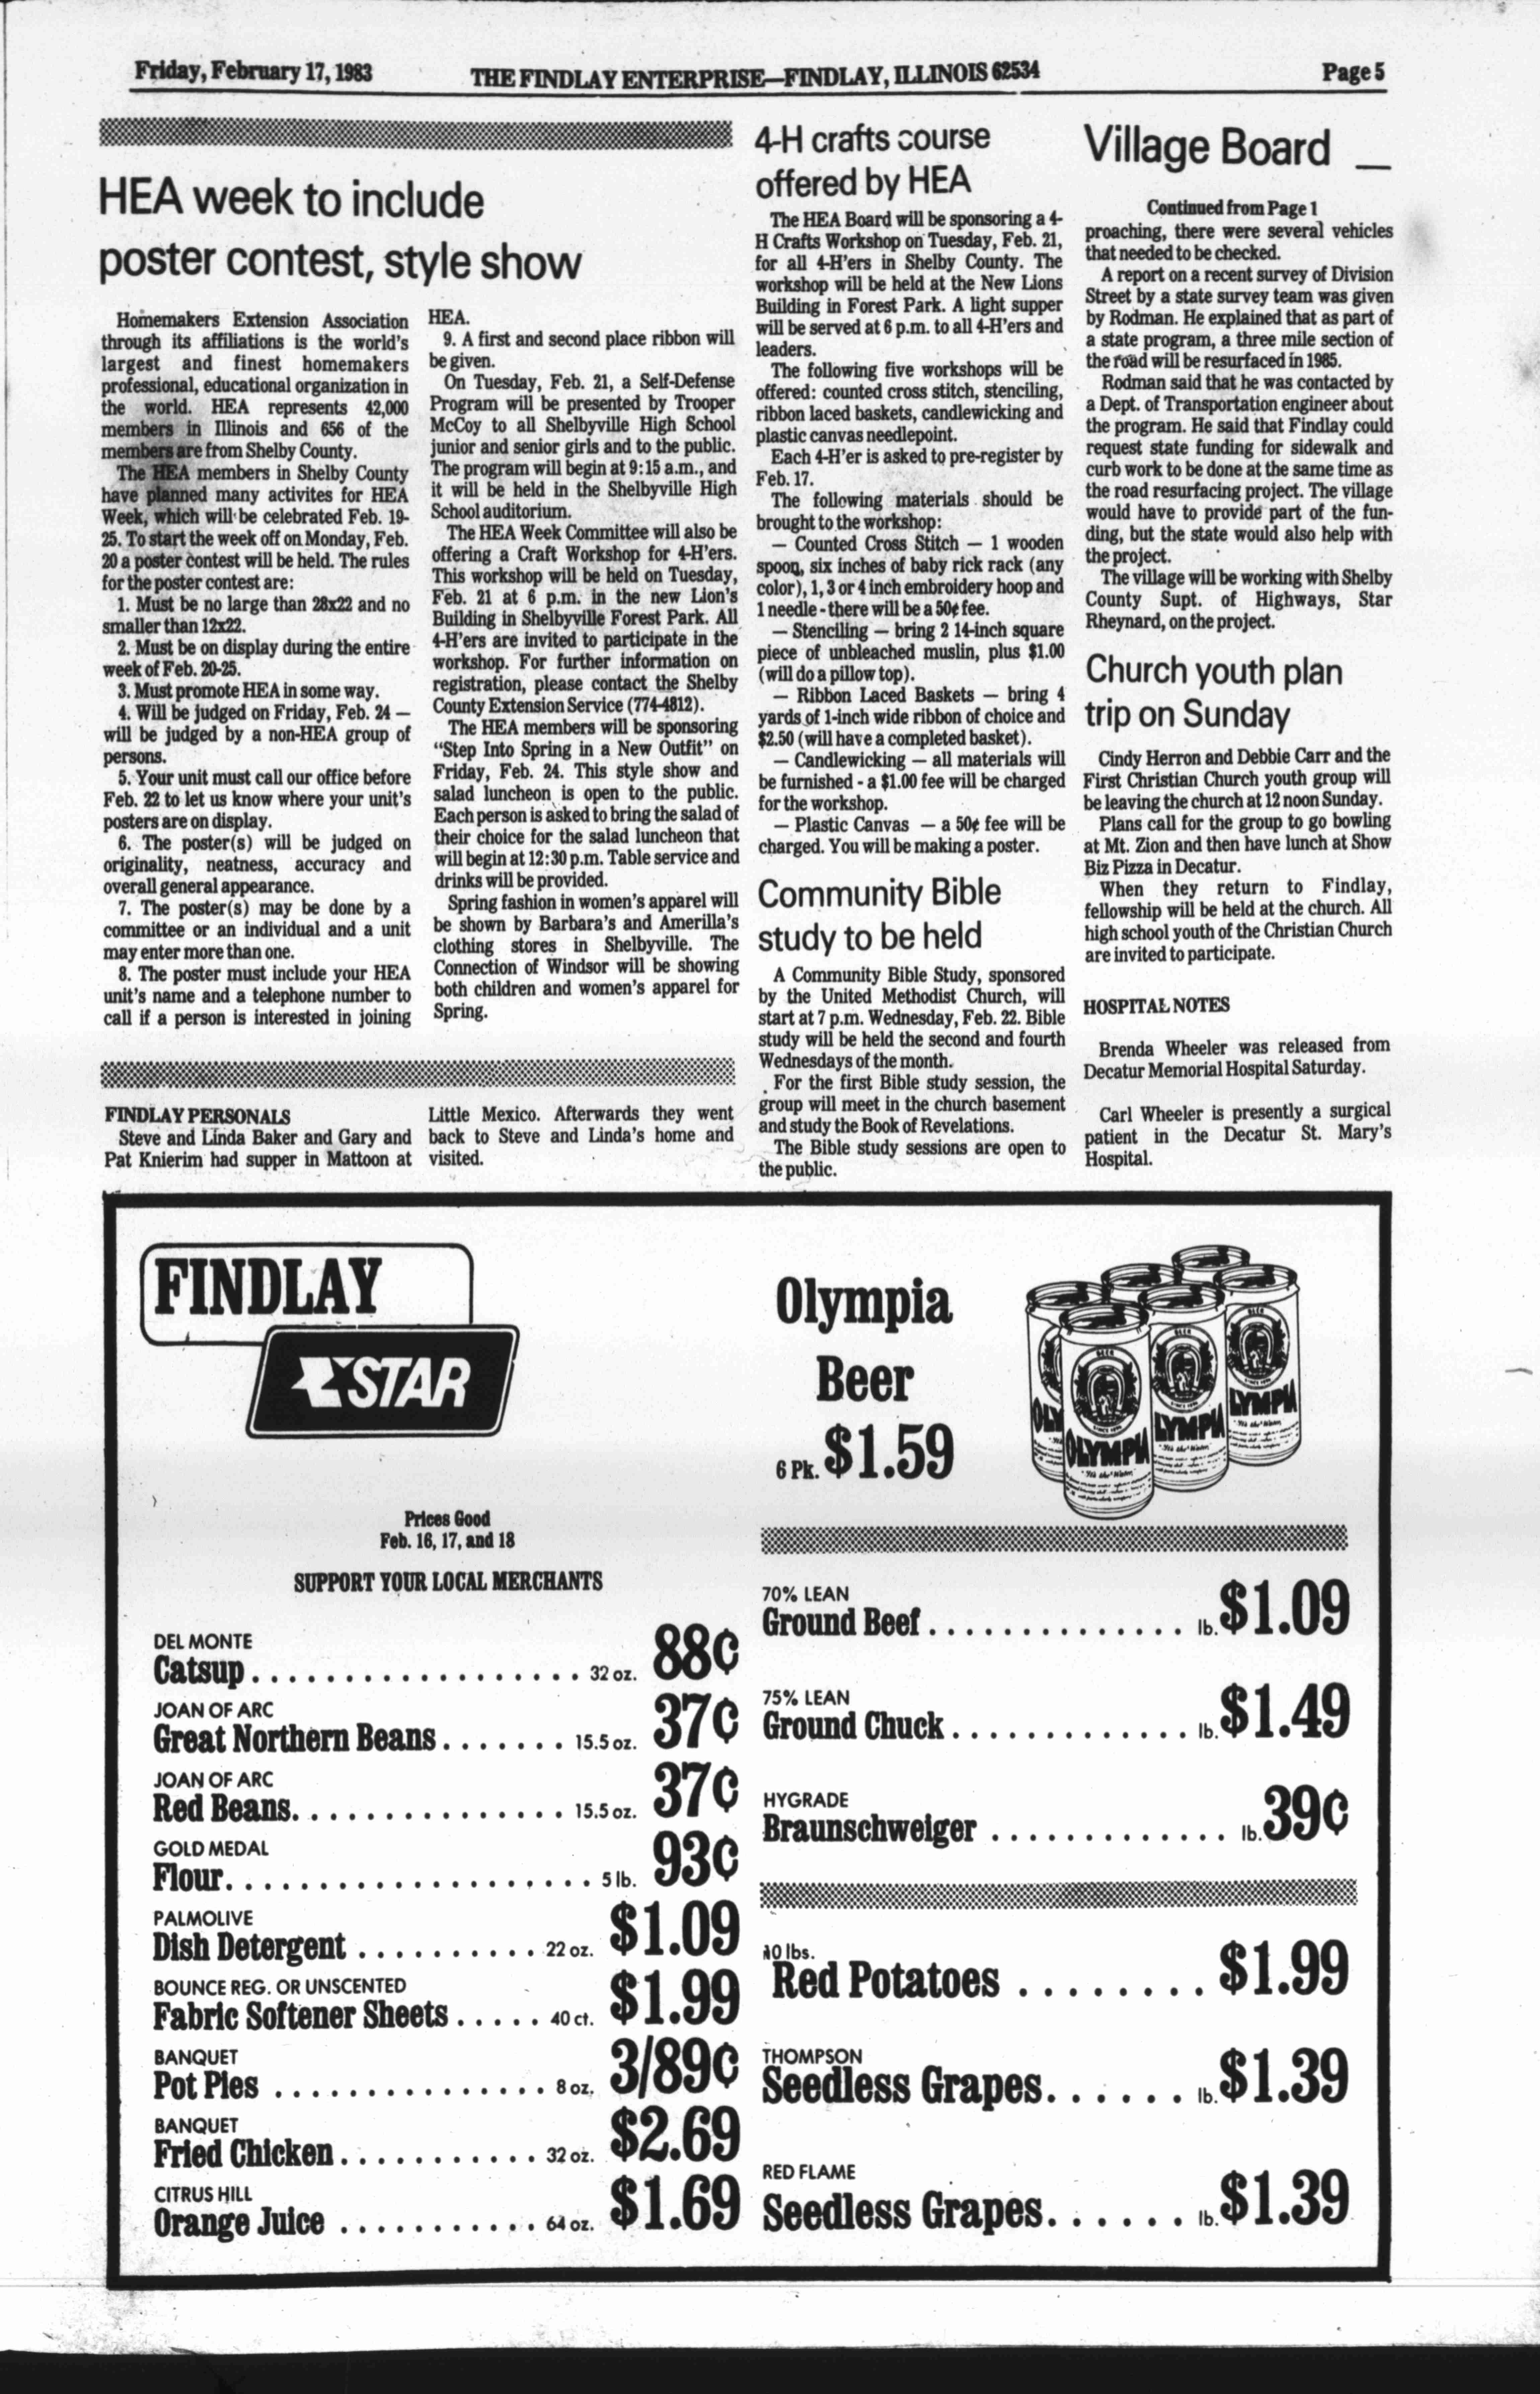 Friday, February 17, 1983
THE FINDLAY ENTERPRISE—FINDLAY, ILLINOIS 62534
Page 5
HEA week to include
poster contest, style show
Homemakers Extension Association
through its affiliations is the world's
largest and finest homemakers
professional, educational organization in
the world. HEA represents 42,000
members in Illinois and 656 of the
members are from Shelby County.
The HEA members in Shelby County
have planned many activites for HEA
Week, which will be celebrated Feb. 19-
25. To start the week off on Monday, Feb.
20 a poster contest will be held. The rules
for the poster contest are:
1. Must be no large than 28x22 and no
smaller than 12x22.
2. Must be on display during the entire
week of Feb. 20-25.
3. Must promote HEA in some way.
4. Will be judged on Friday, Feb. 24 —
will be judged by a non-HEA group of
persons.
5. Your unit must call our office before
Feb. 22 to let us know where your unit's
posters are on display.
6. The poster(s) will be judged on
originality, neatness, accuracy and
overall general appearance.
7. The poster(s) may be done by a
committee or an individual and a unit
may enter more than one.
8. The poster must include your HEA
unit's name and a telephone number to
call if a person is interested in joining
HEA.
9. A first and second place ribbon will
be given.
On Tuesday, Feb. 21, a Self-Defense
Program will be presented by Trooper
McCoy to all Shelbyville High School
junior and senior girls and to the public.
The program will begin at 9:15 a.m., and
it will be held in the Shelbyville High
School auditorium.
The HEA Week Committee will also be
offering a Craft Workshop for 4-H'ers.
This workshop will be held on Tuesday,
Feb. 21 at 6 p.m. in the new Lion's
Building in Shelbyville Forest Park. All
4-H'ers are invited to participate in the
workshop. For further information on
registration, please contact the Shelby
County Extension Service (774-4812).
The HEA members will be sponsoring
"Step Into Spring in a New Outfit" on
Friday, Feb. 24. This style show and
salad luncheon is open to the public.
Each person is asked to bring the salad of
their choice for the salad luncheon that
will begin at 12:30 p.m. Table service and
drinks will be provided.
Spring fashion in women's apparel will
be shown by Barbara's and Amerilla's
clothing stores in Shelbyville. The
Connection of Windsor will be showing
both children and women's apparel for
Spring.
FINDLAY PERSONALS
Steve and Linda Baker and Gary and
Pat Knierim had supper in Mattoon at
Little Mexico. Afterwards they went
back to Steve and Linda's home and
visited.
4-H crafts course
offered by HEA
The HEA Board will be sponsoring a 4-
H Crafts Workshop on Tuesday, Feb. 21,
for all 4-H'ers in Shelby County. The
workshop will be held at the New Lions
Building in Forest Park. A light supper
will be served at 6 p.m. to all 4-H'ers and
leaders.
The following five workshops will be
offered: counted cross stitch, stenciling,
ribbon laced baskets, candlewicking and
plastic canvas needlepoint.
Each 4-H'er is asked to pre-register by
Feb. 17.
The following materials should be
brought to the workshop:
— Counted Cross Stitch — 1 wooden
spoon, six inches of baby rick rack (any
color), 1, 3 or 4 inch embroidery hoop and
1 needle - there will be a 50¢ fee.
— Stenciling — bring 2 14-inch square
piece of unbleached muslin, plus $1.00
(will do a pillow top).
— Ribbon Laced Baskets — bring 4
yards of 1-inch wide ribbon of choice and
$2.50 (will have a completed basket).
— Candlewicking — all materials will
be furnished - a $1.00 fee will be charged
for the workshop.
— Plastic Canvas — a 50¢ fee will be
charged. You will be making a poster.
Community Bible
study to be held
A Community Bible Study, sponsored
by the United Methodist Church, will
start at 7 p.m. Wednesday, Feb. 22. Bible
study will be held the second and fourth
Wednesdays of the month.
For the first Bible study session, the
group will meet in the church basement
and study the Book of Revelations.
The Bible study sessions are open to
the public.
Village Board
Continued from Page 1
proaching, there were several vehicles
that needed to be checked.
A report on a recent survey of Division
Street by a state survey team was given
by Rodman. He explained that as part of
a state program, a three mile section of
the road will be resurfaced in 1985.
Rodman said that he was contacted by
a Dept. of Transportation engineer about
the program. He said that Findlay could
request state funding for sidewalk and
curb work to be done at the same time as
the road resurfacing project. The village
would have to provide part of the fun-
ding, but the state would also help with
the project.
The village will be working with Shelby
County Supt. of Highways, Star
Rheynard, on the project.
Church youth plan
trip on Sunday
Cindy Herron and Debbie Carr and the
First Christian Church youth group will
be leaving the church at 12 noon Sunday.
Plans call for the group to go bowling
at Mt. Zion and then have lunch at Show
Biz Pizza in Decatur.
When they return to Findlay,
fellowship will be held at the church. All
high school youth of the Christian Church
are invited to participate.
HOSPITAL NOTES
Brenda Wheeler was released from
Decatur Memorial Hospital Saturday.
Carl Wheeler is presently a surgical
patient in the Decatur St. Mary's
Hospital.
FINDLAY
STAR
Prices Good
Feb. 16, 17, and 18
SUPPORT YOUR LOCAL MERCHANTS
DEL MONTE
Catsup . . . . . . . . . . . . . . . . . . 32 oz. 88¢
JOAN OF ARC
Great Northern Beans . . . . . . . 15.5 oz. 37¢
JOAN OF ARC
Red Beans. . . . . . . . . . . . . . . 15.5 oz. 37¢
GOLD MEDAL
Flour. . . . . . . . . . . . . . . . . . . . 5 lb. 93¢
PALMOLIVE
Dish Detergent . . . . . . . . . . 22 oz. $1.09
BOUNCE REG. OR UNSCENTED
Fabric Softener Sheets . . . . . 40 ct. $1.99
BANQUET
Pot Pies . . . . . . . . . . . . . . . 8 oz. 3/89¢
BANQUET
Fried Chicken . . . . . . . . . . . 32 oz. $2.69
CITRUS HILL
Orange Juice . . . . . . . . . . . 64 oz. $1.69
Olympia
Beer
6 Pk. $1.59
BEER
OLYMPIA
BEER
LYMPIA
BEER
LYMPIA
OLY
70% LEAN
Ground Beef . . . . . . . . . . . . . . lb. $1.09
75% LEAN
Ground Chuck . . . . . . . . . . . . . lb. $1.49
HYGRADE
Braunschweiger . . . . . . . . . . . . . lb. 39¢
10 lbs.
Red Potatoes . . . . . . . . $1.99
THOMPSON
Seedless Grapes. . . . . . . lb. $1.39
RED FLAME
Seedless Grapes. . . . . . . lb. $1.39